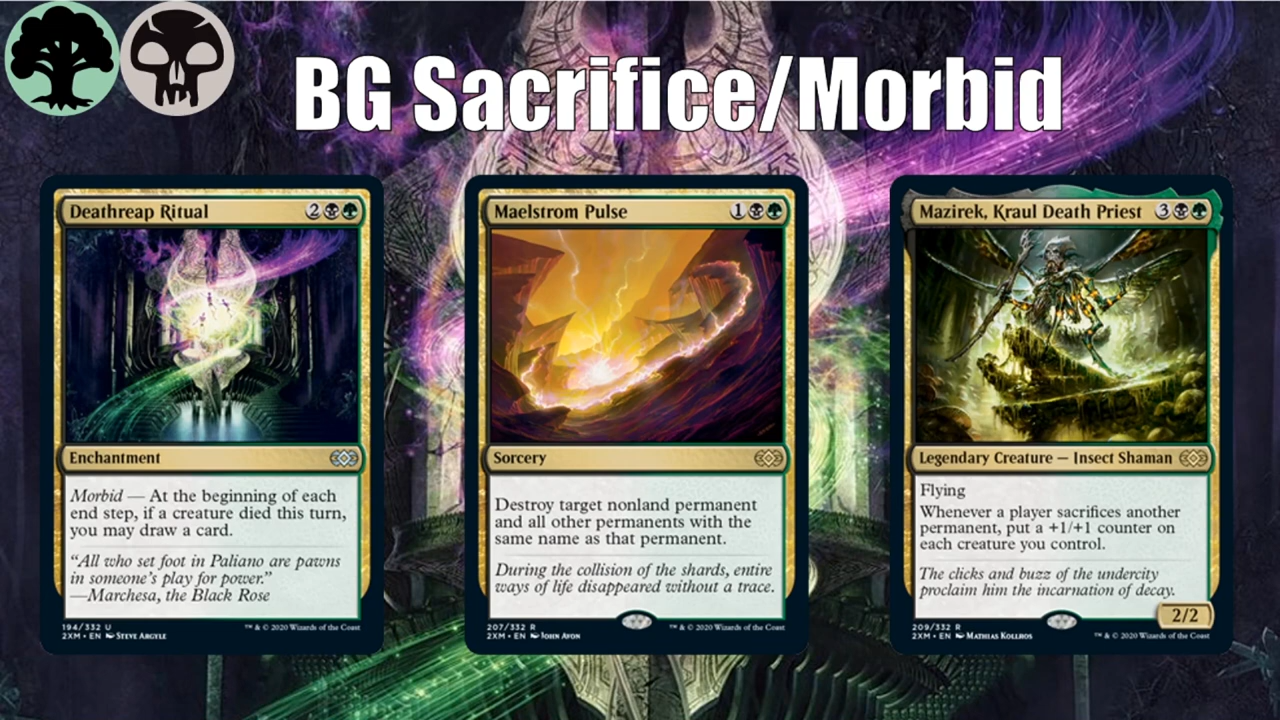 BG Sacrifice/Morbid
Deathreap Ritual 2
Enchantment
Morbid — At the beginning of each
end step, if a creature died this turn,
you may draw a card.
“All who set foot in Paliano are pawns
in someone’s play for power.”
—Marchesa, the Black Rose
194/332 U
2XM • EN Steve Argyle
™ & © 2020 Wizards of the Coast
Maelstrom Pulse 1
Sorcery
Destroy target nonland permanent
and all other permanents with the
same name as that permanent.
During the collision of the shards, entire
ways of life disappeared without a trace.
207/332 R
2XM • EN John Avon
™ & © 2020 Wizards of the Coast
Mazirek, Kraul Death Priest 3
Legendary Creature — Insect Shaman
Flying
Whenever a player sacrifices another
permanent, put a +1/+1 counter on
each creature you control.
The clicks and buzz of the undercity
proclaim him the incarnation of decay.
2/2
209/332 R
2XM • EN Mathias Kollros
™ & © 2020 Wizards of the Coast